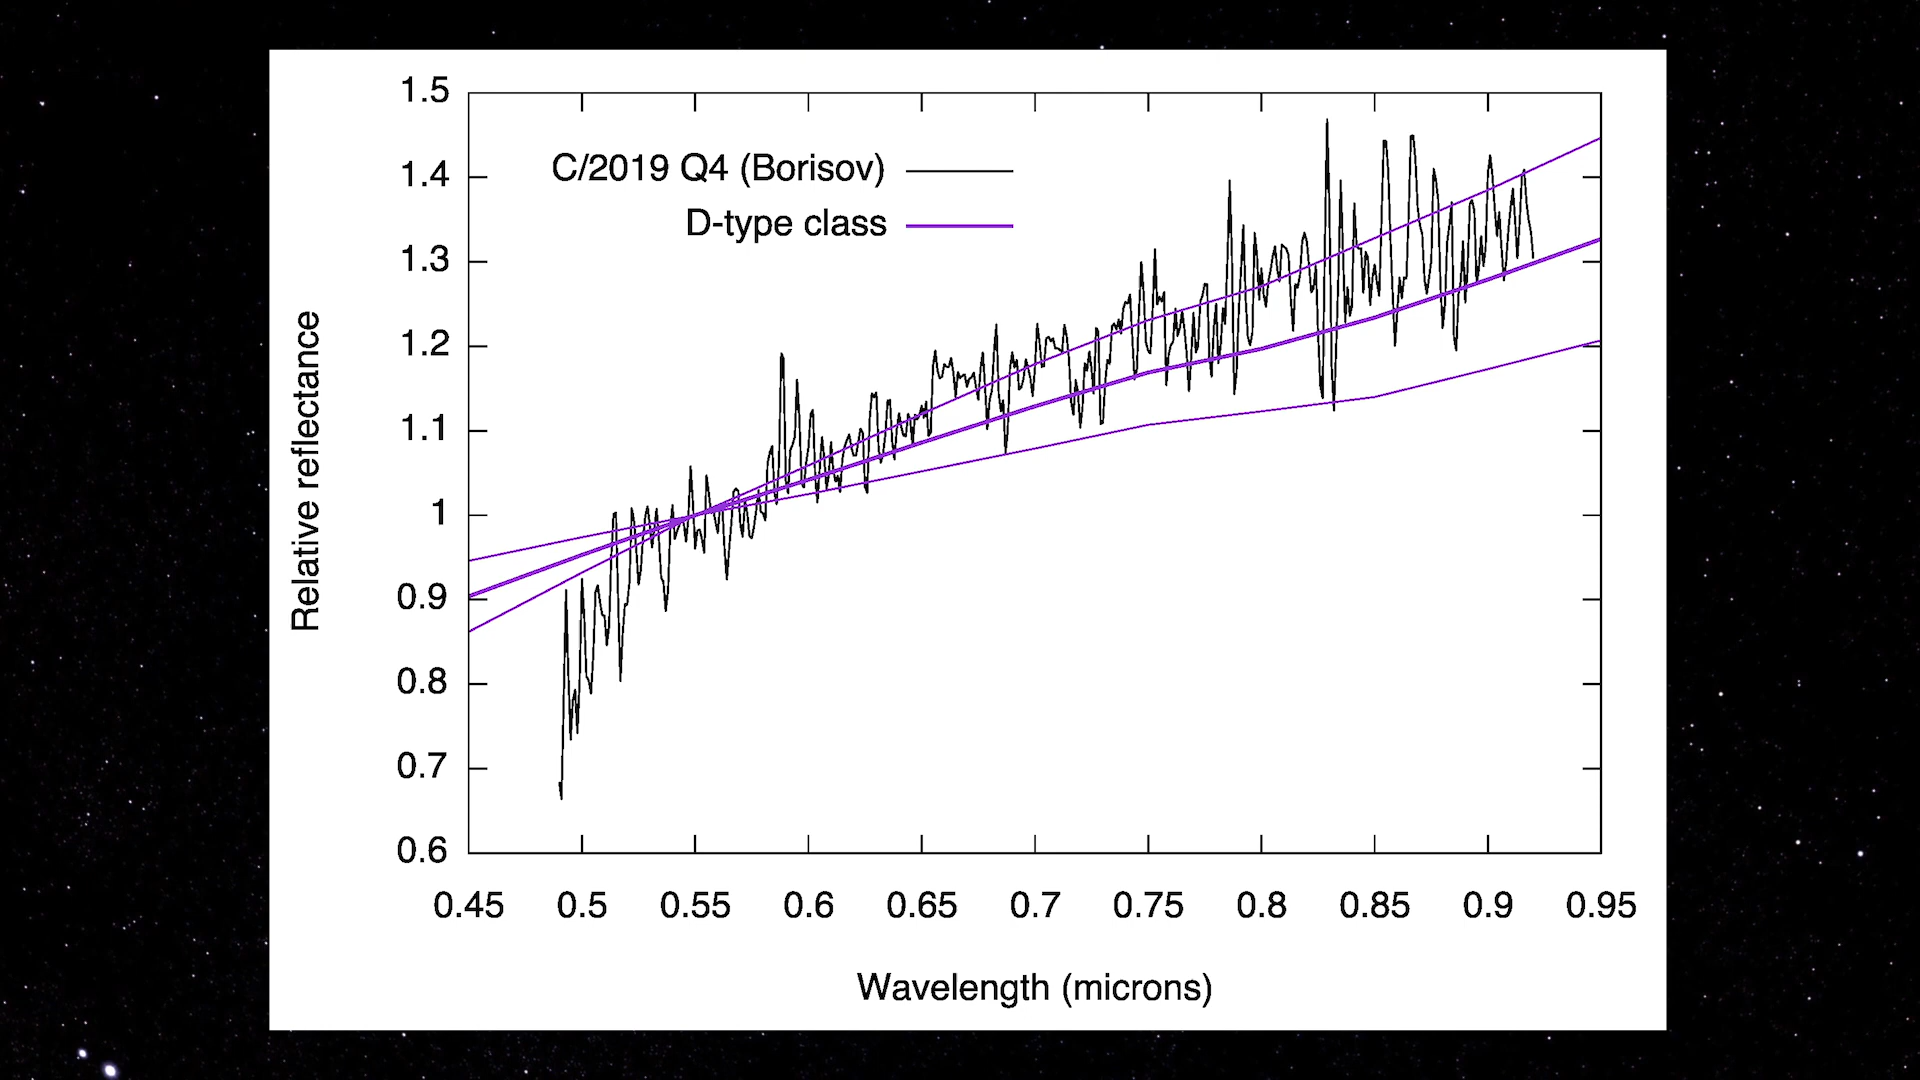 1.5
1.4
1.3
1.2
1.1
1
0.9
0.8
0.7
0.6
Relative reflectance
C/2019 Q4 (Borisov)
D-type class
0.45 0.5 0.55 0.6 0.65 0.7 0.75 0.8 0.85 0.9 0.95
Wavelength (microns)